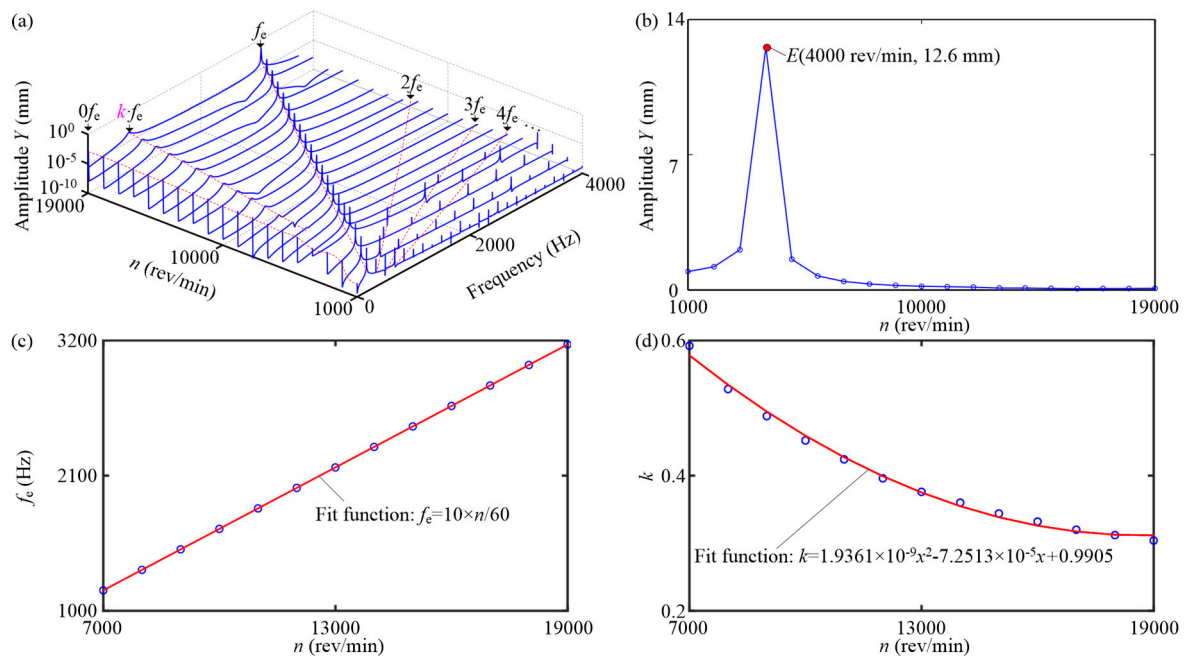 (a)
fe
2fe
3fe
4fe ...
0fe k·fe
Amplitude Y (mm)
10^0
10^-5
10^-10
19000
10000
1000
n (rev/min)
0
2000
4000
Frequency (Hz)
(b)
14
7
0
Amplitude Y (mm)
E(4000 rev/min, 12.6 mm)
1000 10000 19000
n (rev/min)
(c)
3200
2100
1000
fe (Hz)
Fit function: fe=10×n/60
7000 13000 19000
n (rev/min)
(d)
0.6
0.4
0.2
k
Fit function: k=1.9361×10^-9x^2-7.2513×10^-5x+0.9905
7000 13000 19000
n (rev/min)